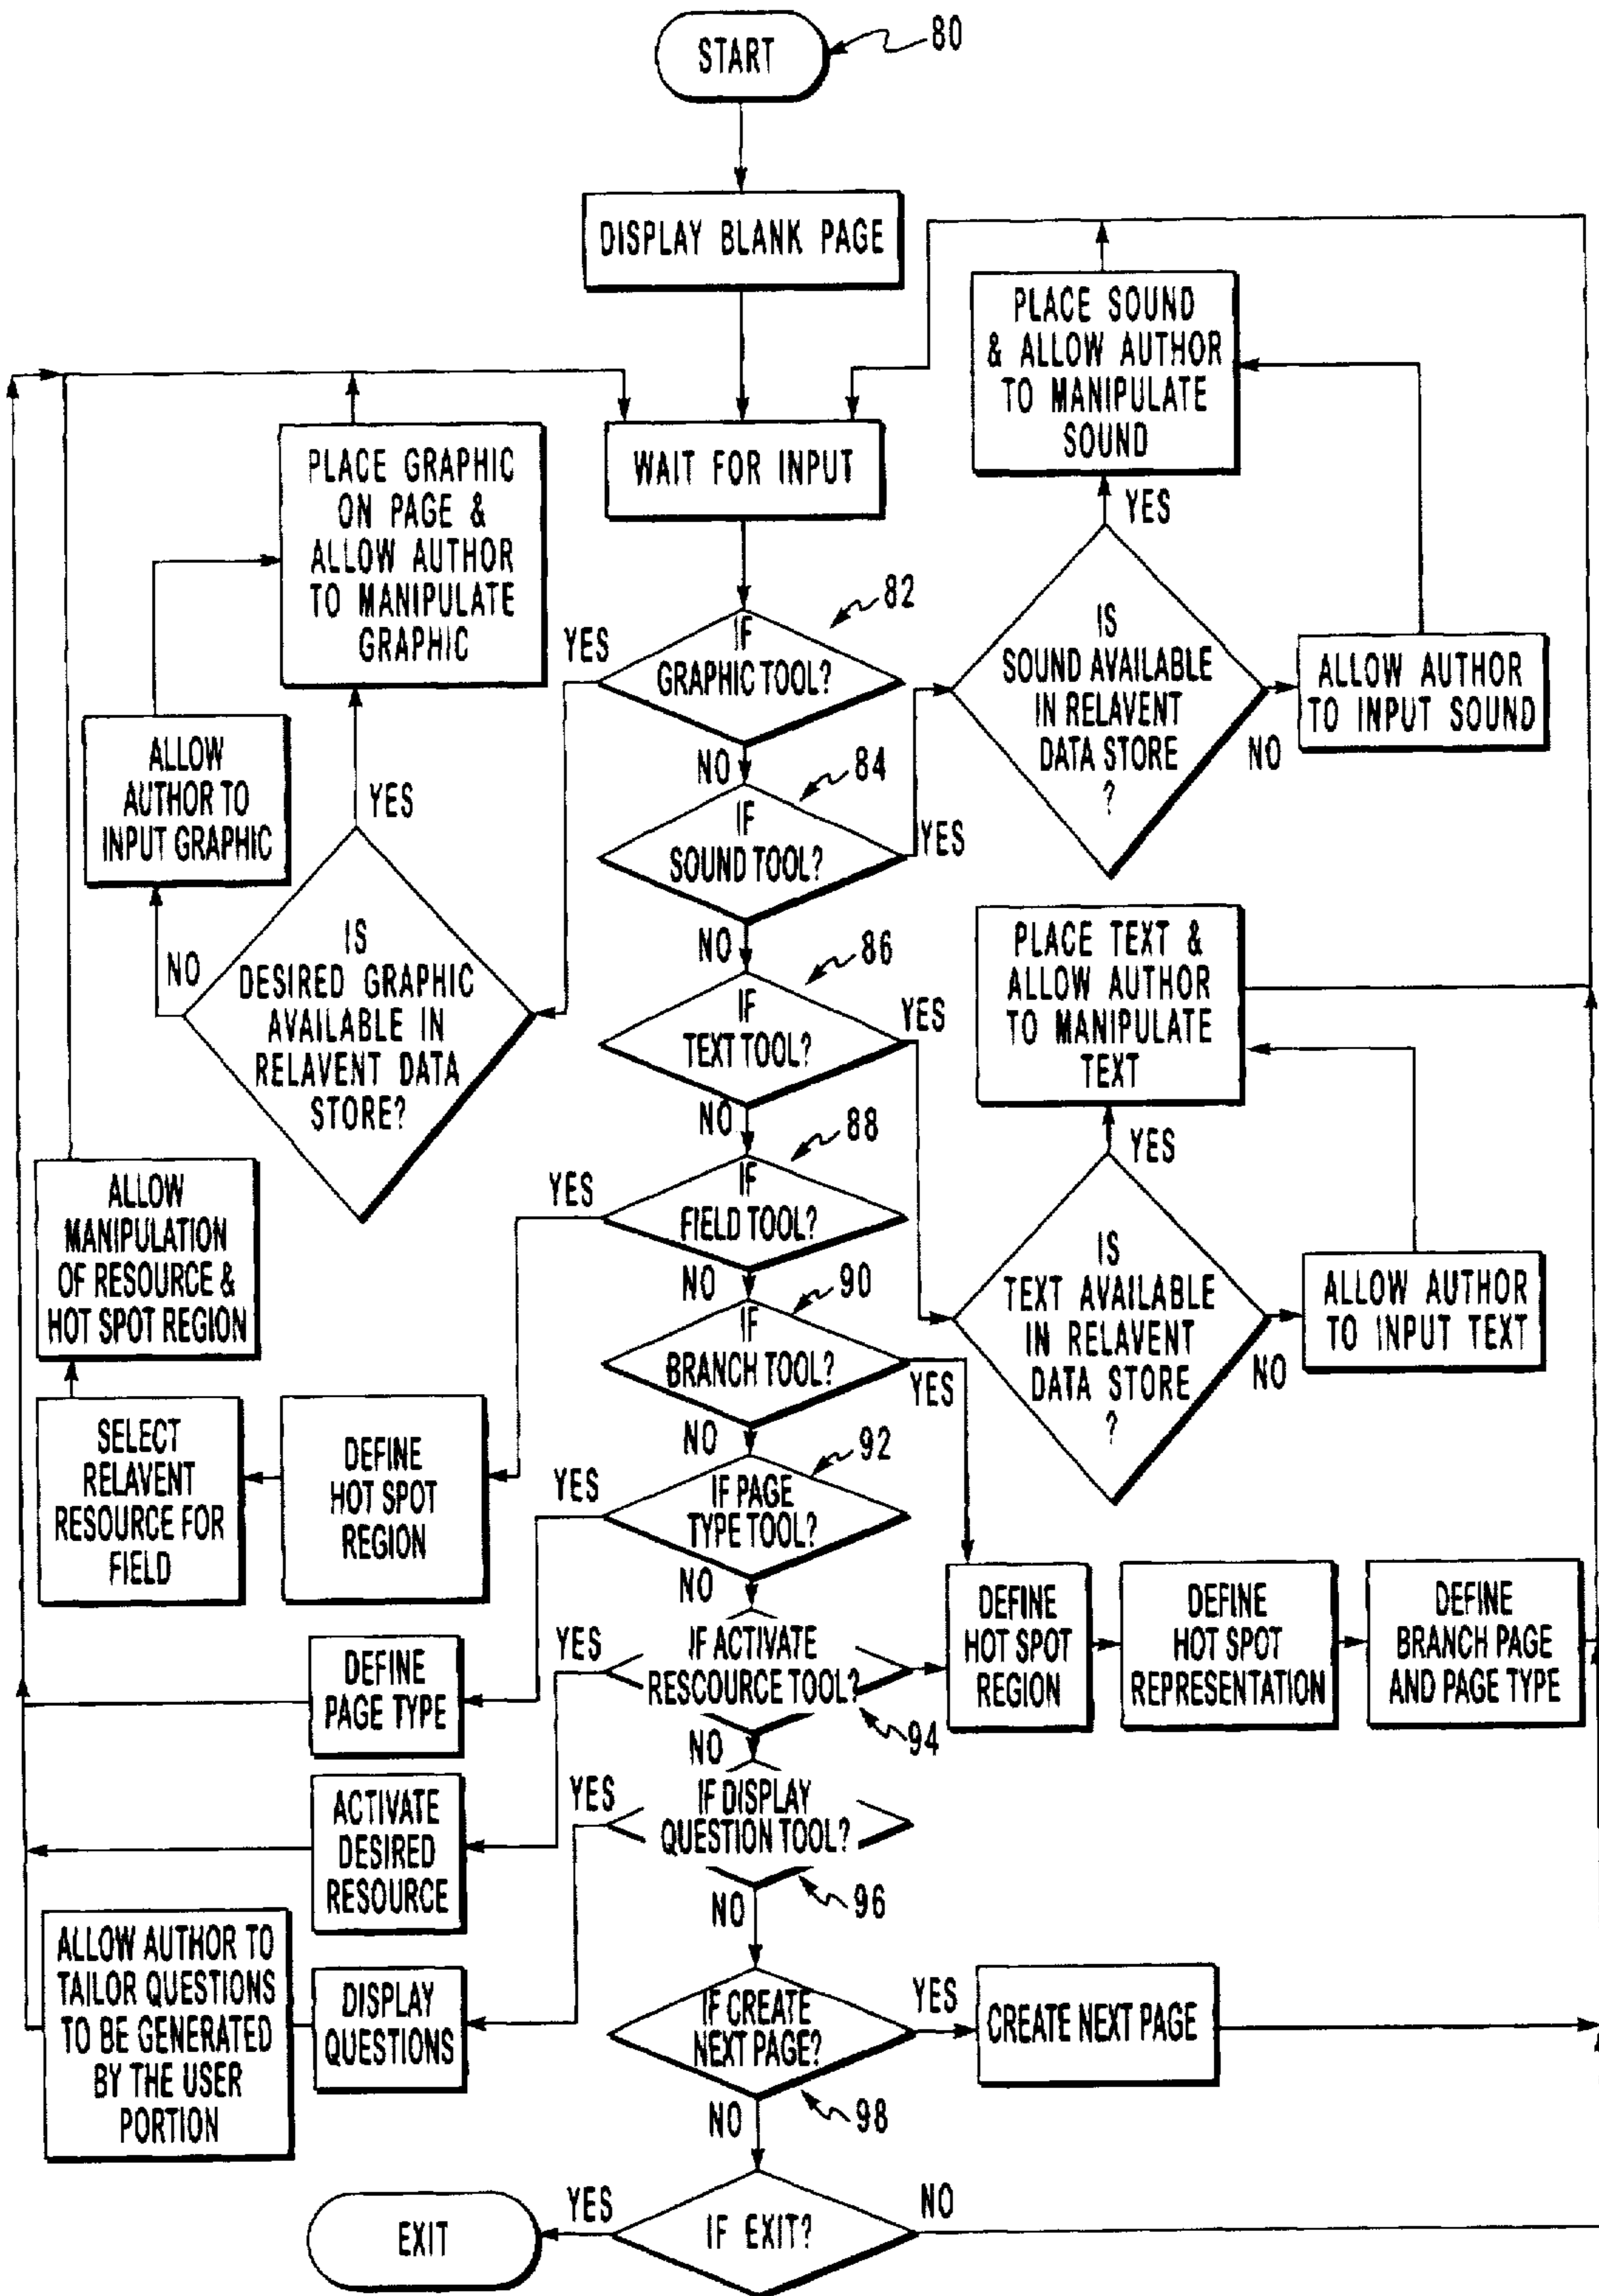 START
80
DISPLAY BLANK PAGE
PLACE SOUND
& ALLOW AUTHOR
TO MANIPULATE
SOUND
WAIT FOR INPUT
PLACE GRAPHIC
ON PAGE &
ALLOW AUTHOR
TO MANIPULATE
GRAPHIC
YES
82
YES
IF
GRAPHIC TOOL?
IS
SOUND AVAILABLE
IN RELAVENT
DATA STORE
?
NO
ALLOW AUTHOR
TO INPUT SOUND
ALLOW
AUTHOR TO
INPUT GRAPHIC
YES
NO
84
IF
SOUND TOOL?
YES
IS
DESIRED GRAPHIC
AVAILABLE IN
RELAVENT DATA
STORE?
NO
NO
86
IF
TEXT TOOL?
YES
PLACE TEXT &
ALLOW AUTHOR
TO MANIPULATE
TEXT
YES
NO
88
YES
IF
FIELD TOOL?
IS
TEXT AVAILABLE
IN RELAVENT
DATA STORE
?
NO
ALLOW AUTHOR
TO INPUT TEXT
ALLOW
MANIPULATION
OF RESOURCE &
HOT SPOT REGION
NO
90
IF
BRANCH TOOL?
YES
SELECT
RELAVENT
RESOURCE FOR
FIELD
DEFINE
HOT SPOT
REGION
NO
92
YES
IF PAGE
TYPE TOOL?
NO
DEFINE
HOT SPOT
REGION
DEFINE
HOT SPOT
REPRESENTATION
DEFINE
BRANCH PAGE
AND PAGE TYPE
DEFINE
PAGE TYPE
YES
IF ACTIVATE
RESCOURCE TOOL?
94
NO
ACTIVATE
DESIRED
RESOURCE
YES
IF DISPLAY
QUESTION TOOL?
96
NO
ALLOW AUTHOR TO
TAILOR QUESTIONS
TO BE GENERATED
BY THE USER
PORTION
DISPLAY
QUESTIONS
IF CREATE
NEXT PAGE?
YES
CREATE NEXT PAGE
98
NO
EXIT
YES
IF EXIT?
NO